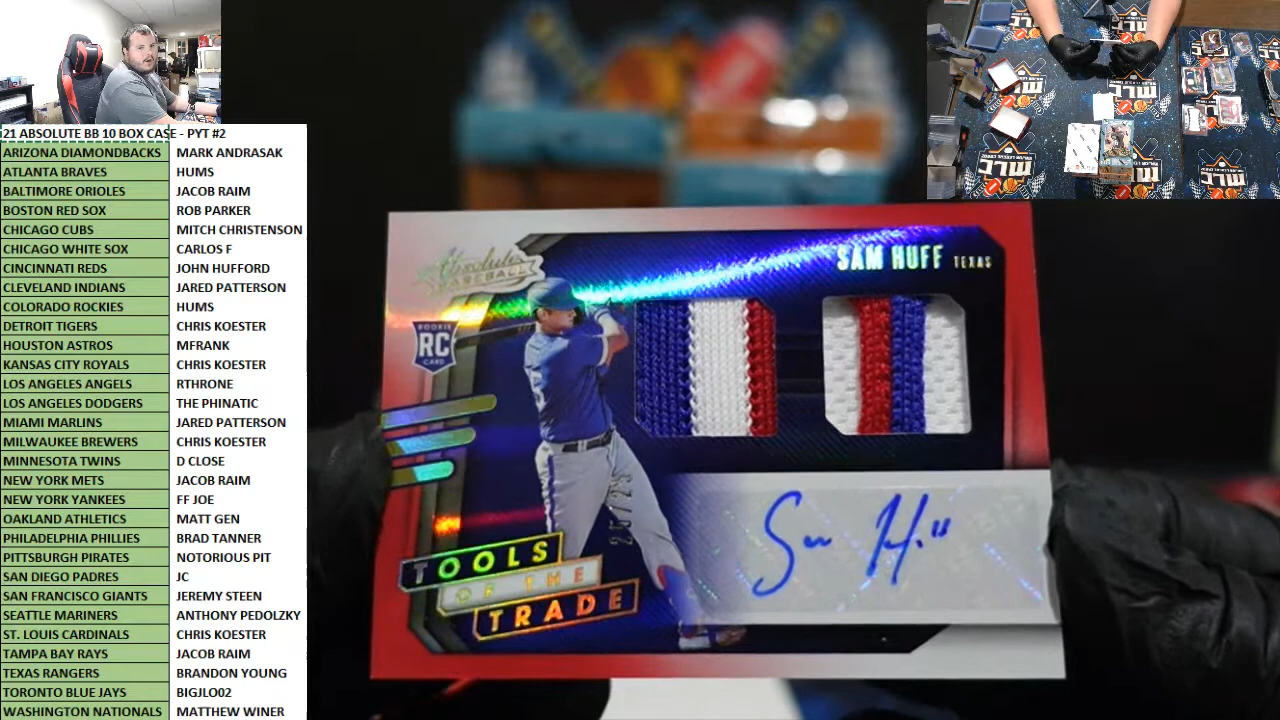 21 ABSOLUTE BB 10 BOX CASE - PYT #2
ARIZONA DIAMONDBACKS MARK ANDRASAK
ATLANTA BRAVES HUMS
BALTIMORE ORIOLES JACOB RAIM
BOSTON RED SOX ROB PARKER
CHICAGO CUBS MITCH CHRISTENSON
CHICAGO WHITE SOX CARLOS F
CINCINNATI REDS JOHN HUFFORD
CLEVELAND INDIANS JARED PATTERSON
COLORADO ROCKIES HUMS
DETROIT TIGERS CHRIS KOESTER
HOUSTON ASTROS MFRANK
KANSAS CITY ROYALS CHRIS KOESTER
LOS ANGELES ANGELS RTHRONE
LOS ANGELES DODGERS THE PHINATIC
MIAMI MARLINS JARED PATTERSON
MILWAUKEE BREWERS CHRIS KOESTER
MINNESOTA TWINS D CLOSE
NEW YORK METS JACOB RAIM
NEW YORK YANKEES FF JOE
OAKLAND ATHLETICS MATT GEN
PHILADELPHIA PHILLIES BRAD TANNER
PITTSBURGH PIRATES NOTORIOUS PIT
SAN DIEGO PADRES JC
SAN FRANCISCO GIANTS JEREMY STEEN
SEATTLE MARINERS ANTHONY PEDOLZKY
ST. LOUIS CARDINALS CHRIS KOESTER
TAMPA BAY RAYS JACOB RAIM
TEXAS RANGERS BRANDON YOUNG
TORONTO BLUE JAYS BIGJLO02
WASHINGTON NATIONALS MATTHEW WINER
Absolute
BASEBALL
SAM HUFF TEXAS
ROOKIE
RC
CARD
TOOLS
OF THE
TRADE